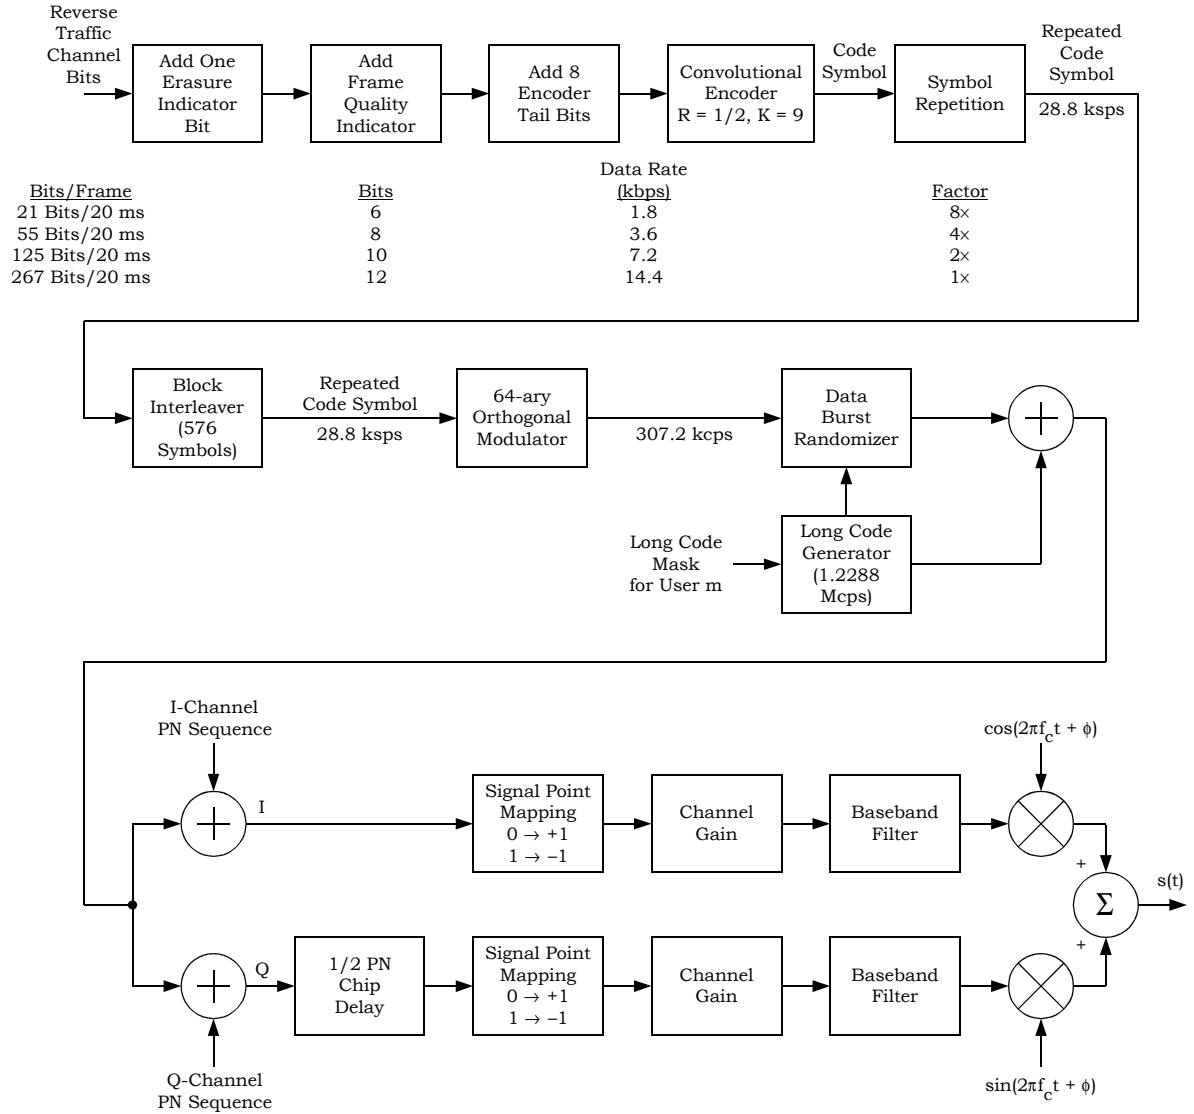 Reverse
Traffic
Channel
Bits
Add One
Erasure
Indicator
Bit
Add
Frame
Quality
Indicator
Add 8
Encoder
Tail Bits
Convolutional
Encoder
R = 1/2, K = 9
Code
Symbol
Symbol
Repetition
Repeated
Code
Symbol
28.8 ksps
Data Rate
Bits/Frame Bits (kbps) Factor
21 Bits/20 ms 6 1.8 8×
55 Bits/20 ms 8 3.6 4×
125 Bits/20 ms 10 7.2 2×
267 Bits/20 ms 12 14.4 1×
Block
Interleaver
(576
Symbols)
Repeated
Code Symbol
28.8 ksps
64-ary
Orthogonal
Modulator
307.2 kcps
Data
Burst
Randomizer
+
Long Code
Mask
for User m
Long Code
Generator
(1.2288
Mcps)
I-Channel
PN Sequence
+
I
Signal Point
Mapping
0 → +1
1 → –1
Channel
Gain
Baseband
Filter
cos(2πf_c t + ϕ)
+
Σ
s(t)
+
Q-Channel
PN Sequence
+
Q
1/2 PN
Chip
Delay
Signal Point
Mapping
0 → +1
1 → –1
Channel
Gain
Baseband
Filter
sin(2πf_c t + ϕ)